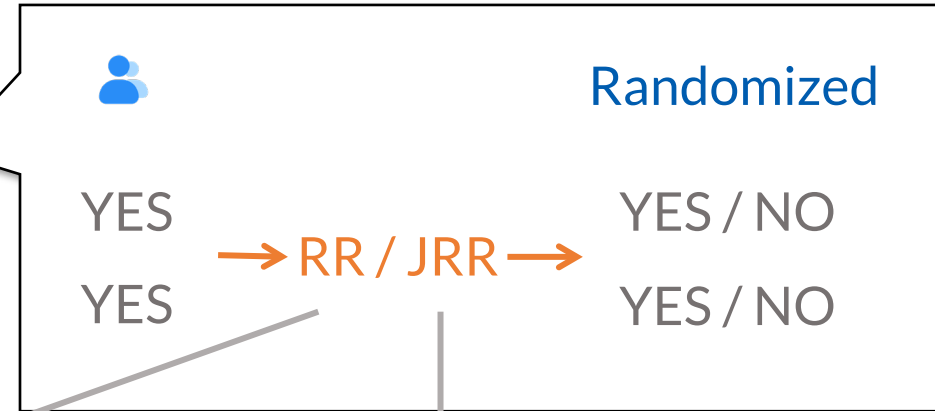 Randomized
YES
YES / NO
RR / JRR
YES
YES / NO